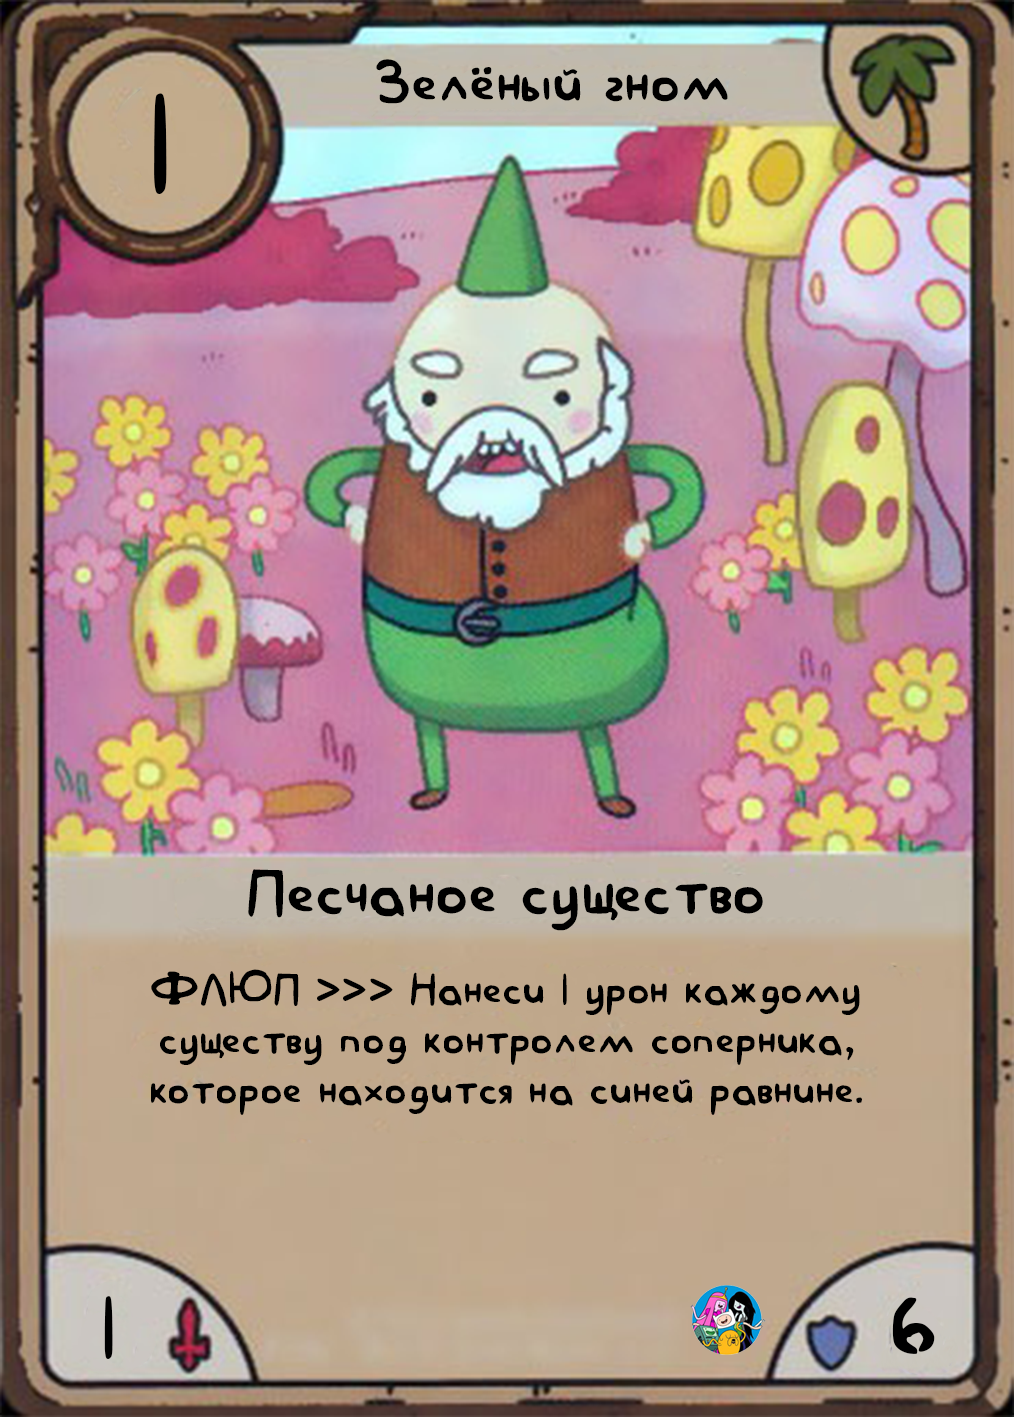 1
Зелёный гном
Песчаное существо
ФЛЮП >>> Нанеси 1 урон каждому
существу под контролем соперника,
которое находится на синей равнине.
1
6